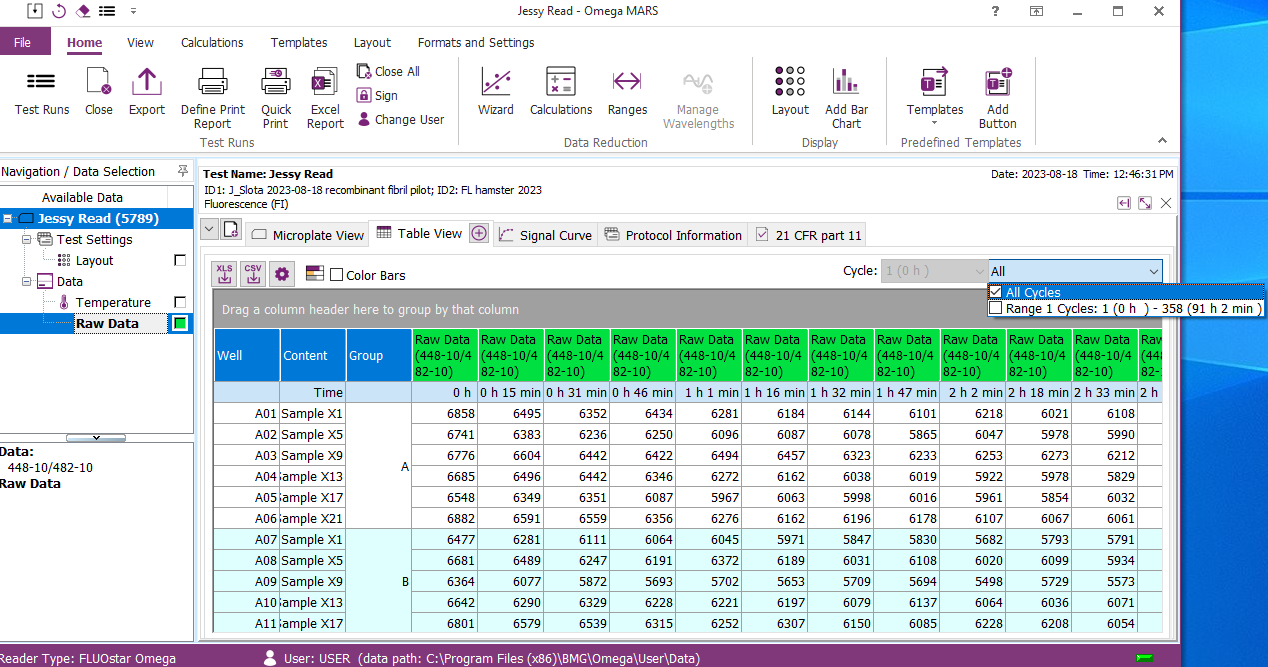 Jessy Read - Omega MARS
?
File Home View Calculations Templates Layout Formats and Settings
Test Runs Close Export Define Print Report Quick Print Excel Report Close All Sign Change User Wizard Calculations Ranges Manage Wavelengths Layout Add Bar Chart Templates Add Button
Test Runs Data Reduction Display Predefined Templates
Navigation / Data Selection
Available Data
Jessy Read (5789)
Test Settings
Layout
Data
Temperature
Raw Data
Data:
448-10/482-10
Raw Data
Test Name: Jessy Read Date: 2023-08-18 Time: 12:46:31 PM
ID1: J_Slota 2023-08-18 recombinant fibril pilot; ID2: FL hamster 2023
Fluorescence (FI)
Microplate View Table View Signal Curve Protocol Information 21 CFR part 11
XLS CSV Color Bars Cycle: 1 (0 h ) All
All Cycles
Range 1 Cycles: 1 (0 h ) - 358 (91 h 2 min )
Drag a column header here to group by that column
Well Content Group Raw Data (448-10/482-10) Raw Data (448-10/482-10) Raw Data (448-10/482-10) Raw Data (448-10/482-10) Raw Data (448-10/482-10) Raw Data (448-10/482-10) Raw Data (448-10/482-10) Raw Data (448-10/482-10) Raw Data (448-10/482-10) Raw Data (448-10/482-10) Raw Data (448-10/482-10)
Time 0 h 0 h 15 min 0 h 31 min 0 h 46 min 1 h 1 min 1 h 16 min 1 h 32 min 1 h 47 min 2 h 2 min 2 h 18 min 2 h 33 min 2 h
A01 Sample X1 6858 6495 6352 6434 6281 6184 6144 6101 6218 6021 6108
A02 Sample X5 6741 6383 6236 6250 6096 6087 6078 5865 6047 5978 5990
A03 Sample X9 6776 6604 6442 6422 6494 6457 6323 6233 6253 6273 6212
A
A04 Sample X13 6685 6496 6442 6346 6272 6162 6038 6019 5922 5978 5829
A05 Sample X17 6548 6349 6351 6087 5967 6063 5998 6016 5961 5854 6032
A06 Sample X21 6882 6591 6559 6356 6276 6162 6196 6178 6107 6067 6061
A07 Sample X1 6477 6281 6111 6064 6045 5971 5847 5830 5682 5793 5791
A08 Sample X5 6681 6489 6247 6191 6372 6189 6031 6108 6020 6099 5934
A09 Sample X9 B 6364 6077 5872 5693 5702 5653 5709 5694 5498 5729 5573
A10 Sample X13 6642 6290 6329 6228 6221 6197 6079 6137 6064 6036 6071
A11 Sample X17 6801 6579 6539 6315 6252 6307 6150 6085 6228 6208 6054
Reader Type: FLUOstar Omega User: USER (data path: C:\Program Files (x86)\BMG\Omega\User\Data)